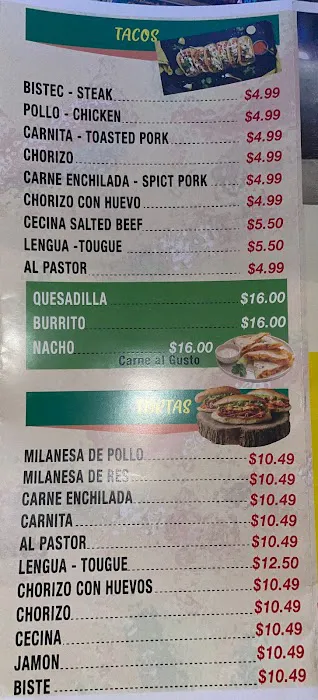 TACOS
BISTEC - STEAK $4.99
POLLO - CHICKEN $4.99
CARNITA - TOASTED PORK $4.99
CHORIZO $4.99
CARNE ENCHILADA - SPICT PORK $4.99
CHORIZO CON HUEVO $4.99
CECINA SALTED BEEF $5.50
LENGUA -TOUGUE $5.50
AL PASTOR $4.99
QUESADILLA $16.00
BURRITO $16.00
NACHO $16.00
Carne al Gusto
MILANESA DE POLLO $10.49
MILANESA DE RES $10.49
CARNE ENCHILADA $10.49
CARNITA $10.49
AL PASTOR $10.49
LENGUA - TOUGUE $12.50
CHORIZO CON HUEVOS $10.49
CHORIZO $10.49
CECINA $10.49
JAMON $10.49
BISTE $10.49